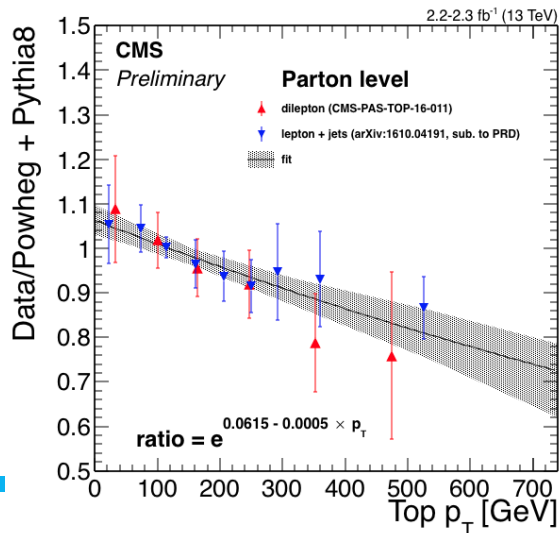 2.2-2.3 fb⁻¹ (13 TeV)
CMS
Preliminary
Parton level
dilepton (CMS-PAS-TOP-16-011)
lepton + jets (arXiv:1610.04191, sub. to PRD)
fit
Data/Powheg + Pythia8
1.5
1.4
1.3
1.2
1.1
1
0.9
0.8
0.7
0.6
0.5
ratio = e^{0.0615 - 0.0005 × p_T}
0 100 200 300 400 500 600 700
Top p_T [GeV]